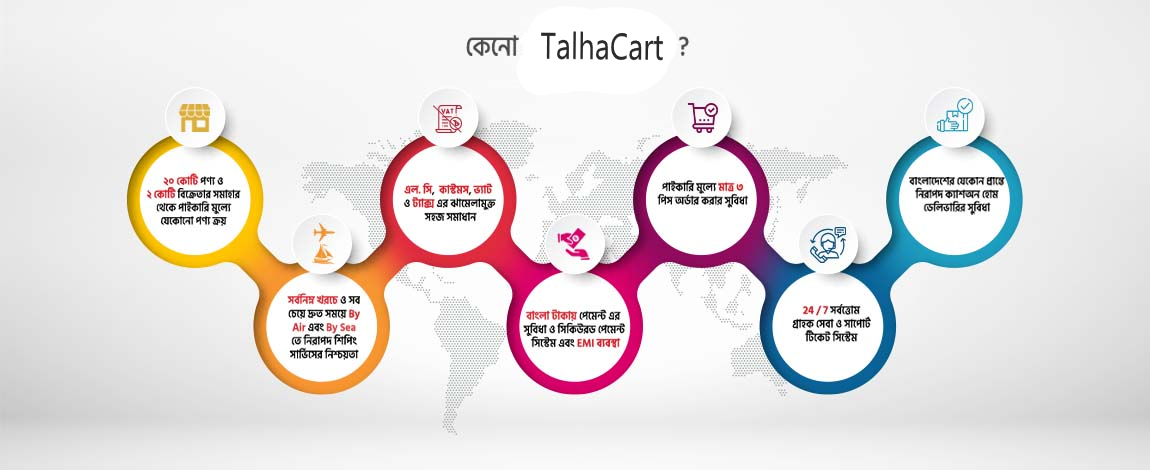 কেনো TalhaCart ?
২০ কোটি পণ্য ও
২ কোটি বিক্রেতার সমাহার
থেকে পাইকারি মুল্যে
যেকোনো পণ্য ক্রয়
সর্বনিম্ন খরচে ও সব
চেয়ে দ্রুত সময়ে By
Air এবং By Sea
তে নিরাপদ শিপিং
সার্ভিসের নিশ্চয়তা
VAT
এল. সি, কাস্টমস, ভ্যাট
ও ট্যাক্স এর ঝামেলামুক্ত
সহজ সমাধান
বাংলা টাকায় পেমেন্ট এর
সুবিধা ও সিকিউরড পেমেন্ট
সিস্টেম এবং EMI ব্যবস্থা
পাইকারি মুল্যে মাত্র ৩
পিস অর্ডার করার সুবিধা
24 / 7 সর্বত্তোম
গ্রাহক সেবা ও সাপোর্ট
টিকেট সিস্টেম
বাংলাদেশের যেকোন প্রান্তে
নিরাপদ ক্যাশঅন হোম
ডেলিভারির সুবিধা